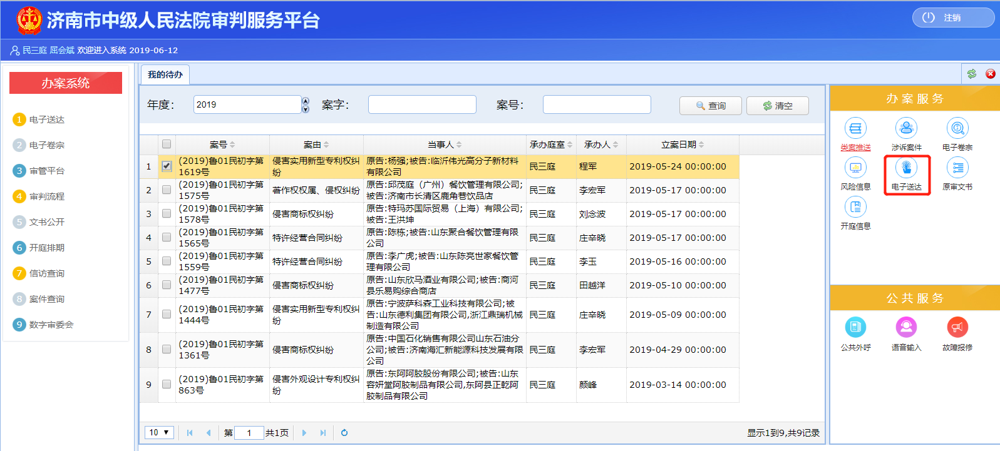 济南市中级人民法院审判服务平台
注销
民三庭 屈会斌 欢迎进入系统 2019-06-12
办案系统
1 电子送达
2 电子卷宗
3 审管平台
4 审判流程
5 文书公开
6 开庭排期
7 信访查询
8 案件查询
9 数字审委会
我的待办
年度： 2019 案字： 案号： 查询 清空
案号 案由 当事人 承办庭室 承办人 立案日期
1 (2019)鲁01民初字第1619号 侵害实用新型专利权纠纷 原告:杨强;被告:临沂伟光高分子新材料有限公司 民三庭 程军 2019-05-24 00:00:00
2 (2019)鲁01民初字第1575号 著作权权属、侵权纠纷 原告:邱茂庭（广州）餐饮管理有限公司;被告:济南市长清区鹿角巷饮品店 民三庭 李宏军 2019-05-17 00:00:00
3 (2019)鲁01民初字第1578号 侵害商标权纠纷 原告:特玛苏国际贸易（上海）有限公司;被告:王洪坤 民三庭 刘念波 2019-05-17 00:00:00
4 (2019)鲁01民初字第1565号 特许经营合同纠纷 原告:陈栋;被告:山东聚合餐饮管理有限公司 民三庭 庄辛晓 2019-05-17 00:00:00
5 (2019)鲁01民初字第1559号 特许经营合同纠纷 原告:李广虎;被告:山东陈亮世家餐饮管理有限公司 民三庭 李玉 2019-05-16 00:00:00
6 (2019)鲁01民初字第1477号 侵害商标权纠纷 原告:山东欣马酒业有限公司;被告:商河县乐易购综合商店 民三庭 田越洋 2019-05-10 00:00:00
7 (2019)鲁01民初字第1444号 侵害实用新型专利权纠纷 原告:宁波萨科森工业科技有限公司;被告:山东德利集团有限公司,浙江鼎瑞机械制造有限公司 民三庭 庄辛晓 2019-05-09 00:00:00
8 (2019)鲁01民初字第1361号 侵害商标权纠纷 原告:中国石化销售有限公司山东石油分公司;被告:济南海汇新能源科技发展有限公司 民三庭 李宏军 2019-04-29 00:00:00
9 (2019)鲁01民初字第863号 侵害外观设计专利权纠纷 原告:东阿阿胶股份有限公司;被告:山东容妍堂阿胶制品有限公司,东阿县正乾阿胶制品有限公司 民三庭 颜峰 2019-03-14 00:00:00
10 第 1 共1页 显示1到9,共9记录
办案服务
类案推送 涉诉案件 电子卷宗
风险信息 电子送达 原审文书
开庭信息
公共服务
公共外呼 语音输入 故障报修